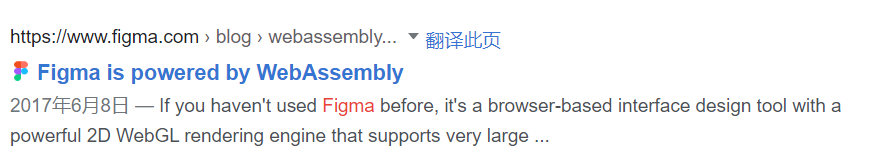 https://www.figma.com › blog › webassembly... 翻译此页
Figma is powered by WebAssembly
2017年6月8日 — If you haven't used Figma before, it's a browser-based interface design tool with a
powerful 2D WebGL rendering engine that supports very large ...